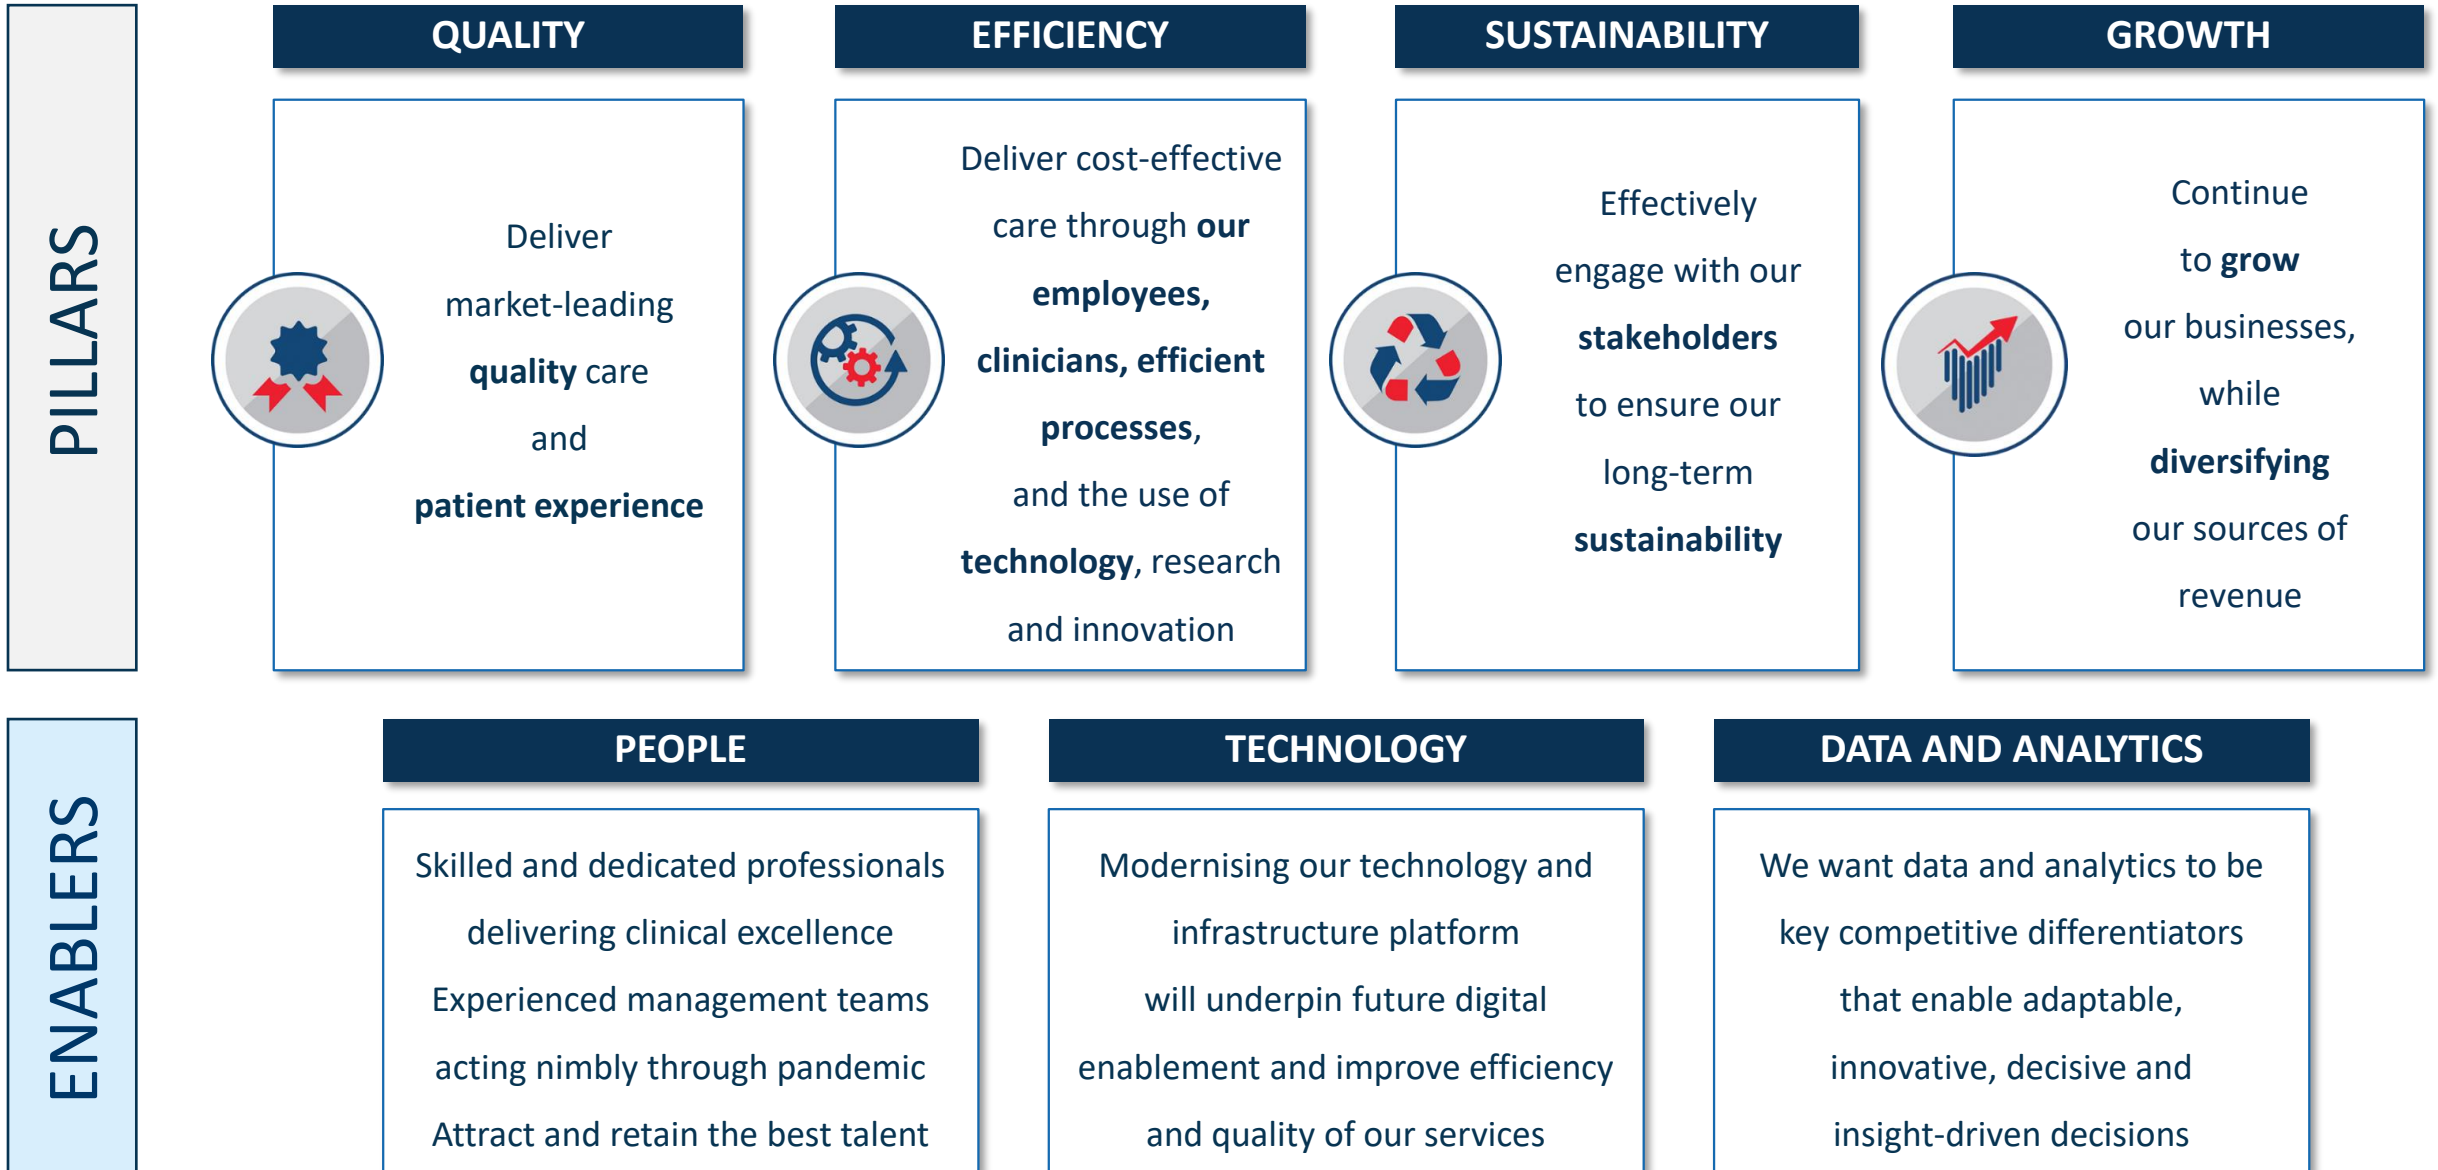 PILLARS
QUALITY
Deliver
market-leading
quality care
and
patient experience
EFFICIENCY
Deliver cost-effective
care through our
employees,
clinicians, efficient
processes,
and the use of
technology, research
and innovation
SUSTAINABILITY
Effectively
engage with our
stakeholders
to ensure our
long-term
sustainability
GROWTH
Continue
to grow
our businesses,
while
diversifying
our sources of
revenue
ENABLERS
PEOPLE
Skilled and dedicated professionals
delivering clinical excellence
Experienced management teams
acting nimbly through pandemic
Attract and retain the best talent
TECHNOLOGY
Modernising our technology and
infrastructure platform
will underpin future digital
enablement and improve efficiency
and quality of our services
DATA AND ANALYTICS
We want data and analytics to be
key competitive differentiators
that enable adaptable,
innovative, decisive and
insight-driven decisions